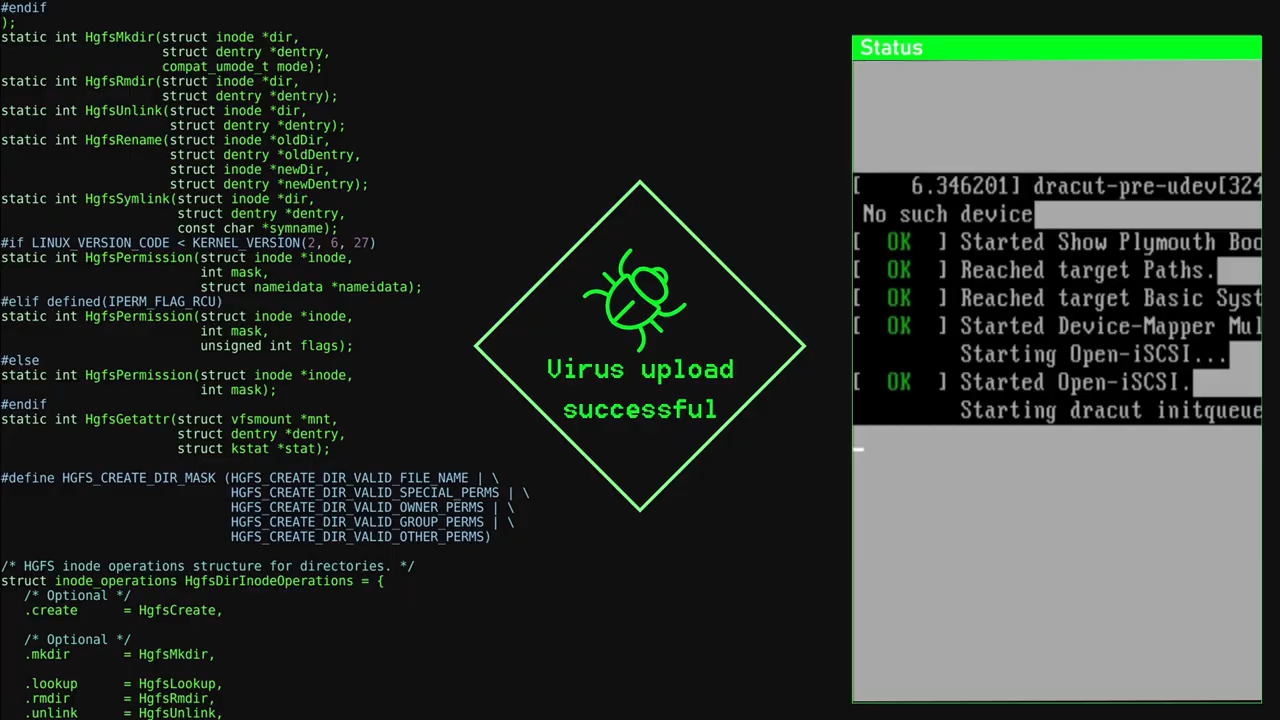 #endif
);
static int HgfsMkdir(struct inode *dir,
struct dentry *dentry,
compat_umode_t mode);
static int HgfsRmdir(struct inode *dir,
struct dentry *dentry);
static int HgfsUnlink(struct inode *dir,
struct dentry *dentry);
static int HgfsRename(struct inode *oldDir,
struct dentry *oldDentry,
struct inode *newDir,
struct dentry *newDentry);
static int HgfsSymlink(struct inode *dir,
struct dentry *dentry,
const char *symname);
#if LINUX_VERSION_CODE < KERNEL_VERSION(2, 6, 27)
static int HgfsPermission(struct inode *inode,
int mask,
struct nameidata *nameidata);
#elif defined(IPERM_FLAG_RCU)
static int HgfsPermission(struct inode *inode,
int mask,
unsigned int flags);
#else
static int HgfsPermission(struct inode *inode,
int mask);
#endif
static int HgfsGetattr(struct vfsmount *mnt,
struct dentry *dentry,
struct kstat *stat);
#define HGFS_CREATE_DIR_MASK (HGFS_CREATE_DIR_VALID_FILE_NAME | \
HGFS_CREATE_DIR_VALID_SPECIAL_PERMS | \
HGFS_CREATE_DIR_VALID_OWNER_PERMS | \
HGFS_CREATE_DIR_VALID_GROUP_PERMS | \
HGFS_CREATE_DIR_VALID_OTHER_PERMS)
/* HGFS inode operations structure for directories. */
struct inode_operations HgfsDirInodeOperations = {
/* Optional */
.create = HgfsCreate,
/* Optional */
.mkdir = HgfsMkdir,
.lookup = HgfsLookup,
.rmdir = HgfsRmdir,
.unlink = HgfsUnlink,
Virus upload
successful
Status
[ 6.346201] dracut-pre-udev[324
No such device
[ OK ] Started Show Plymouth Boo
[ OK ] Reached target Paths.
[ OK ] Reached target Basic Syst
[ OK ] Started Device-Mapper Mul
Starting Open-iSCSI...
[ OK ] Started Open-iSCSI.
Starting dracut initqueue